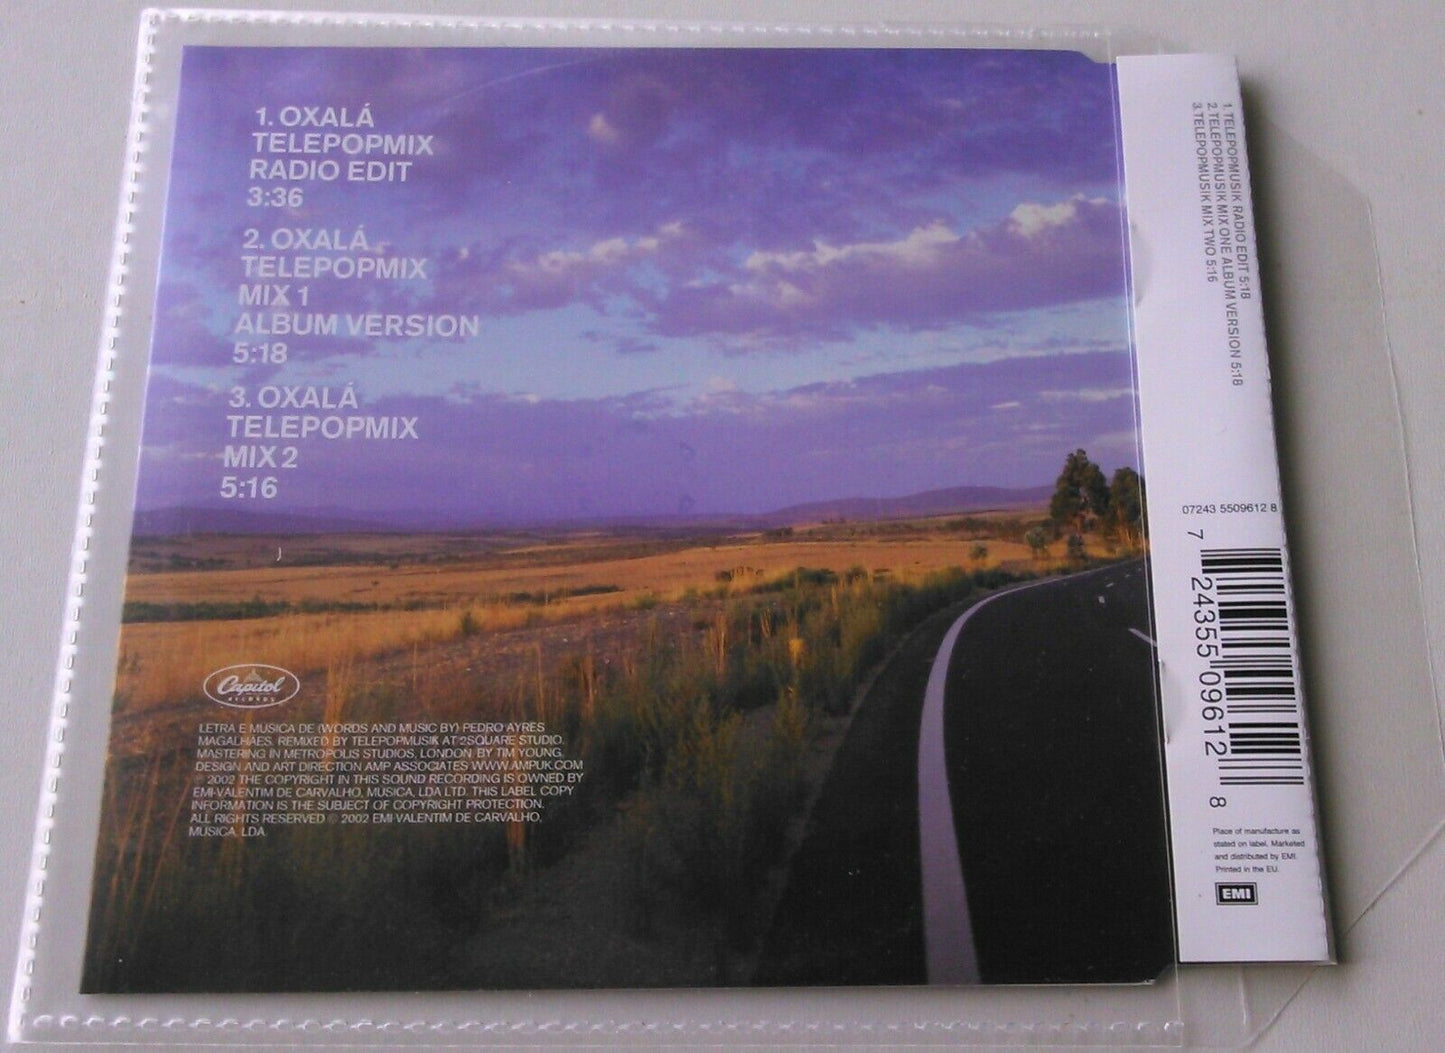 1. OXALÁ
TELEPOPMIX
RADIO EDIT
3:36
2. OXALÁ
TELEPOPMIX
MIX 1
ALBUM VERSION
5:18
3. OXALÁ
TELEPOPMIX
MIX 2
5:16
Capitol
RECORDS
LETRA E MUSICA DE (WORDS AND MUSIC BY) PEDRO AYRES
MAGALHAES. REMIXED BY TELEPOPMUSIK AT 2SQUARE STUDIO.
MASTERING IN METROPOLIS STUDIOS, LONDON BY TIM YOUNG.
DESIGN AND ART DIRECTION AMP ASSOCIATES WWW.AMPUK.COM
℗ 2002 THE COPYRIGHT IN THIS SOUND RECORDING IS OWNED BY
EMI-VALENTIM DE CARVALHO, MUSICA, LDA LTD. THIS LABEL COPY
INFORMATION IS THE SUBJECT OF COPYRIGHT PROTECTION.
ALL RIGHTS RESERVED © 2002 EMI-VALENTIM DE CARVALHO,
MUSICA, LDA.
1. TELEPOPMUSIK RADIO EDIT 5:18
2. TELEPOPMUSIK MIX ONE ALBUM VERSION 5:18
3. TELEPOPMUSIK MIX TWO 5:16
07243 5509612 8
7 24355 09612 8
Place of manufacture as
stated on label. Marketed
and distributed by EMI.
Printed in the EU.
EMI